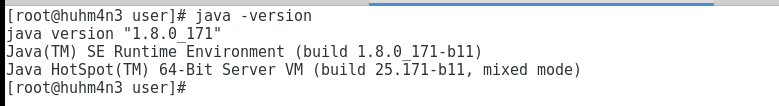 [root@huhm4n3 user]# java -version
java version "1.8.0_171"
Java(TM) SE Runtime Environment (build 1.8.0_171-b11)
Java HotSpot(TM) 64-Bit Server VM (build 25.171-b11, mixed mode)
[root@huhm4n3 user]#